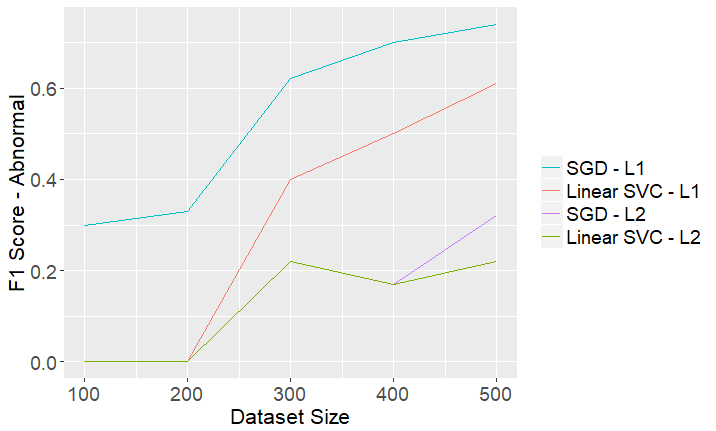 F1 Score - Abnormal
0.6
0.4
0.2
0.0
100 200 300 400 500
Dataset Size
SGD - L1
Linear SVC - L1
SGD - L2
Linear SVC - L2